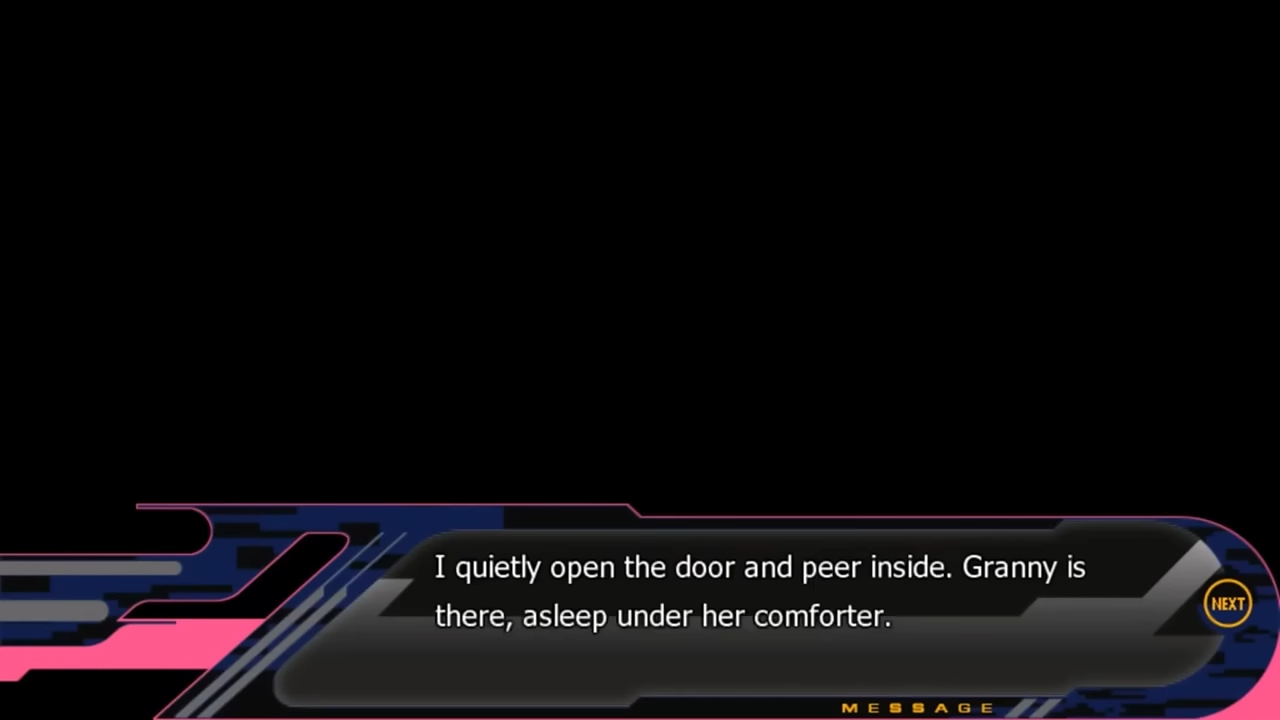 I quietly open the door and peer inside. Granny is
there, asleep under her comforter.
NEXT
MESSAGE